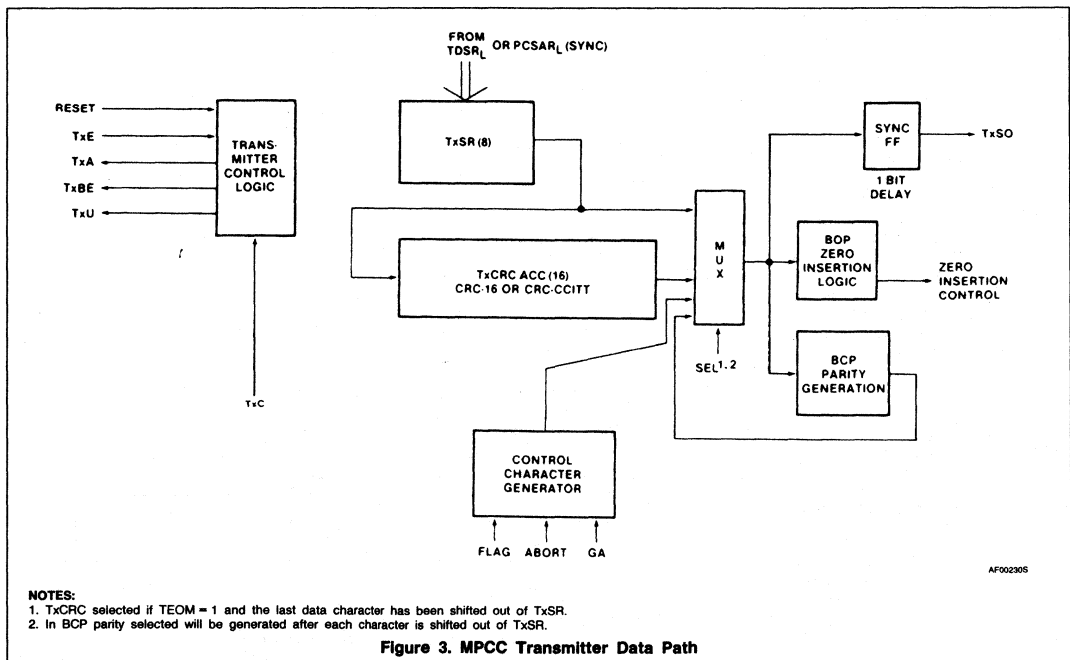 FROM
TDSRL OR PCSARL (SYNC)
RESET
TxE
TxA
TxBE
TxU
TRANS-
MITTER
CONTROL
LOGIC
TxC
TxSR (8)
TxCRC ACC (16)
CRC-16 OR CRC-CCITT
M
U
X
SEL1, 2
SYNC
FF
1 BIT
DELAY
TxSO
BOP
ZERO
INSERTION
LOGIC
ZERO
INSERTION
CONTROL
BCP
PARITY
GENERATION
CONTROL
CHARACTER
GENERATOR
FLAG ABORT GA
AF00230S
NOTES:
1. TxCRC selected if TEOM = 1 and the last data character has been shifted out of TxSR.
2. In BCP parity selected will be generated after each character is shifted out of TxSR.
Figure 3. MPCC Transmitter Data Path